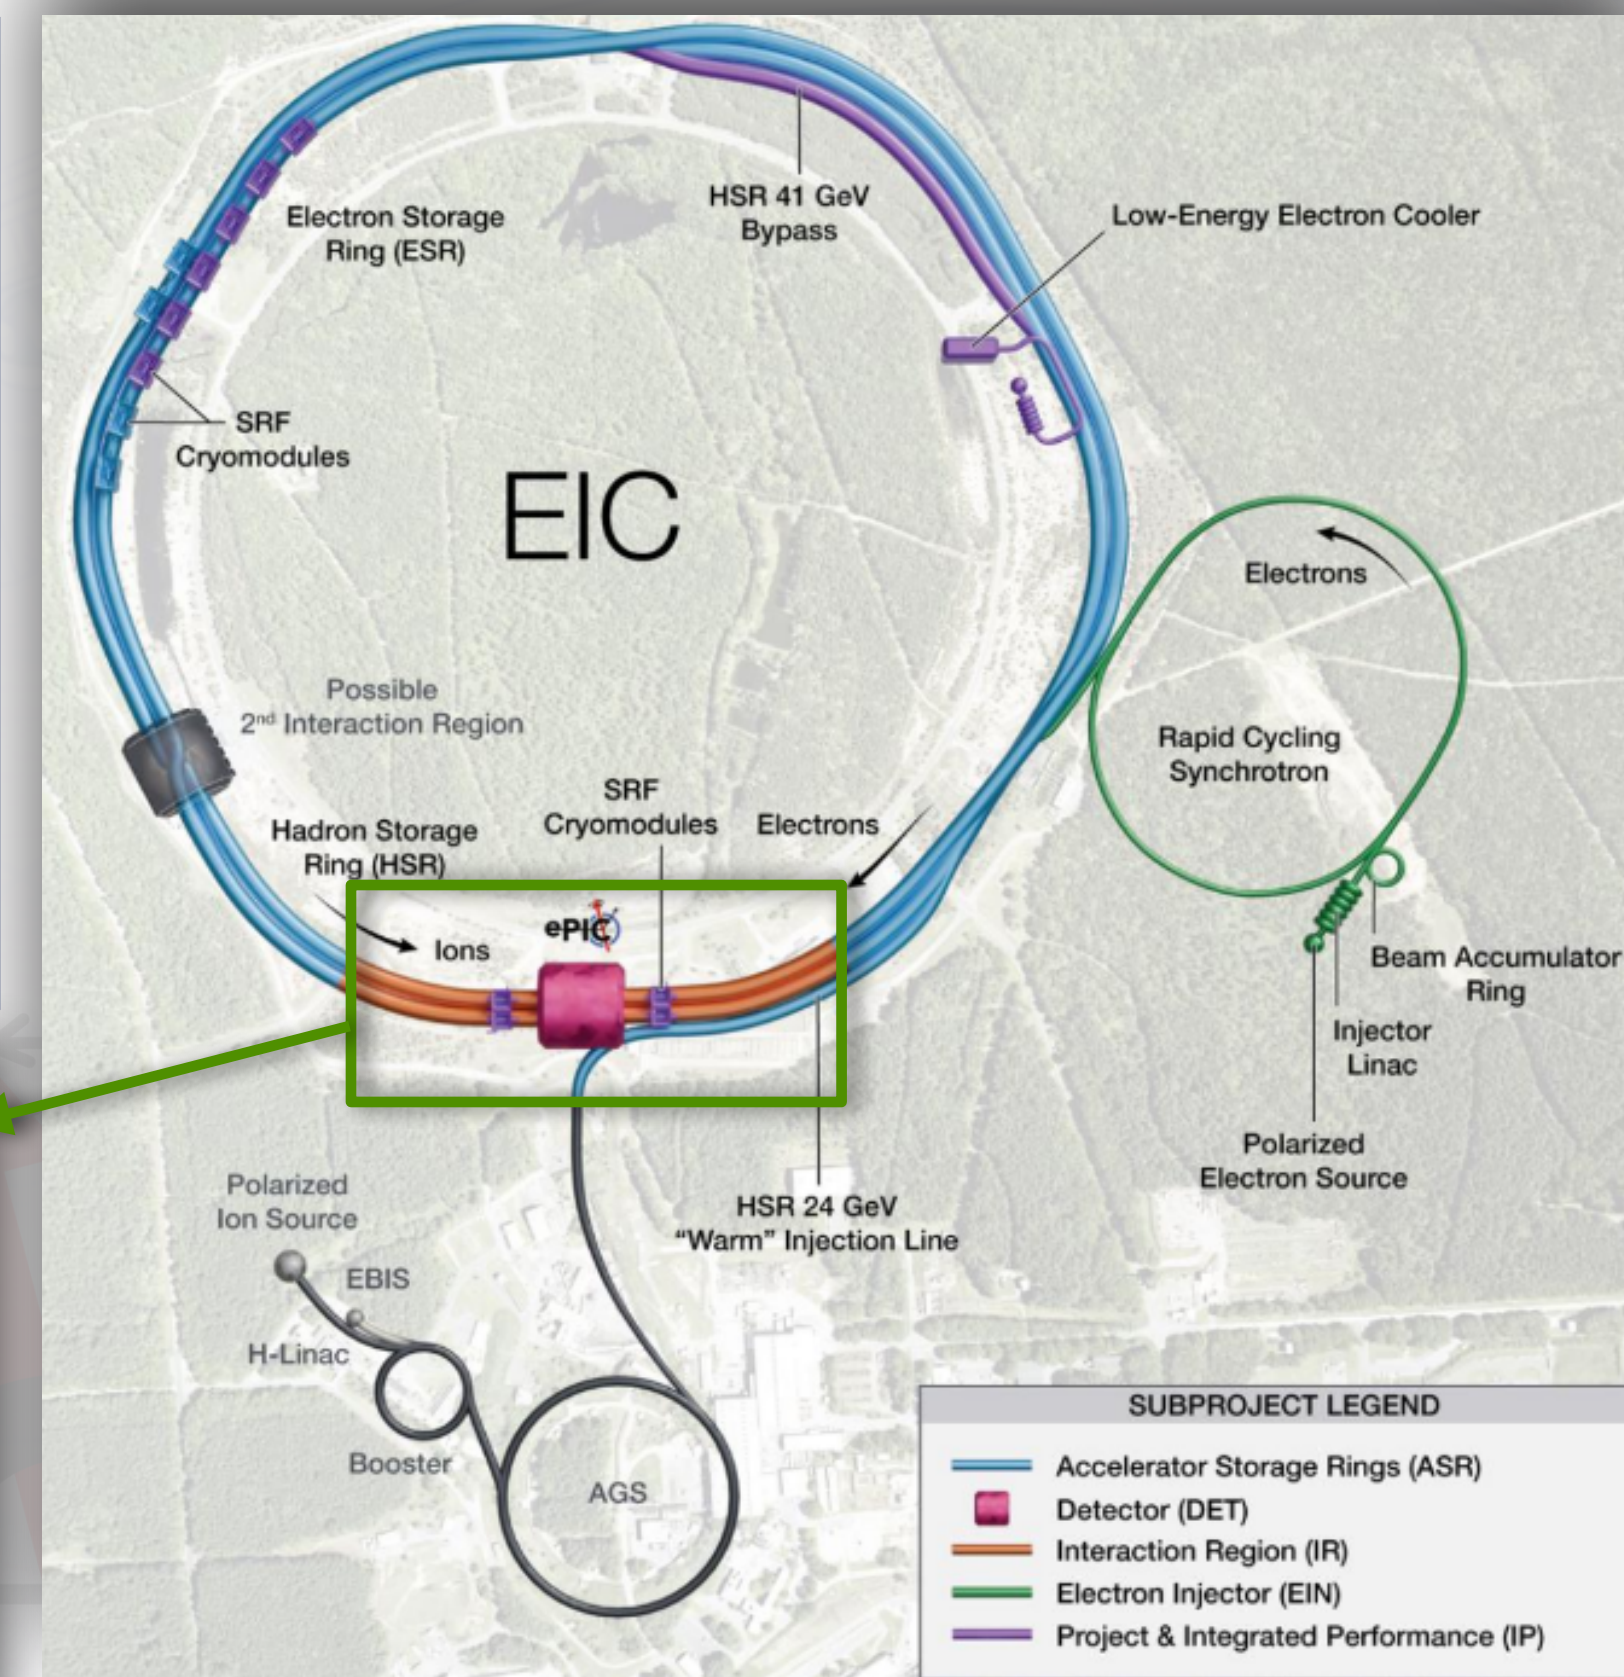 HSR 41 GeV
Bypass
Electron Storage
Ring (ESR)
Low-Energy Electron Cooler
SRF
Cryomodules
EIC
Electrons
Possible
2nd Interaction Region
Rapid Cycling
Synchrotron
SRF
Cryomodules
Electrons
Hadron Storage
Ring (HSR)
ePIC
Ions
Beam Accumulator
Ring
Injector
Linac
Polarized
Electron Source
Polarized
Ion Source
HSR 24 GeV
“Warm” Injection Line
EBIS
H-Linac
Booster
AGS
SUBPROJECT LEGEND
Accelerator Storage Rings (ASR)
Detector (DET)
Interaction Region (IR)
Electron Injector (EIN)
Project & Integrated Performance (IP)